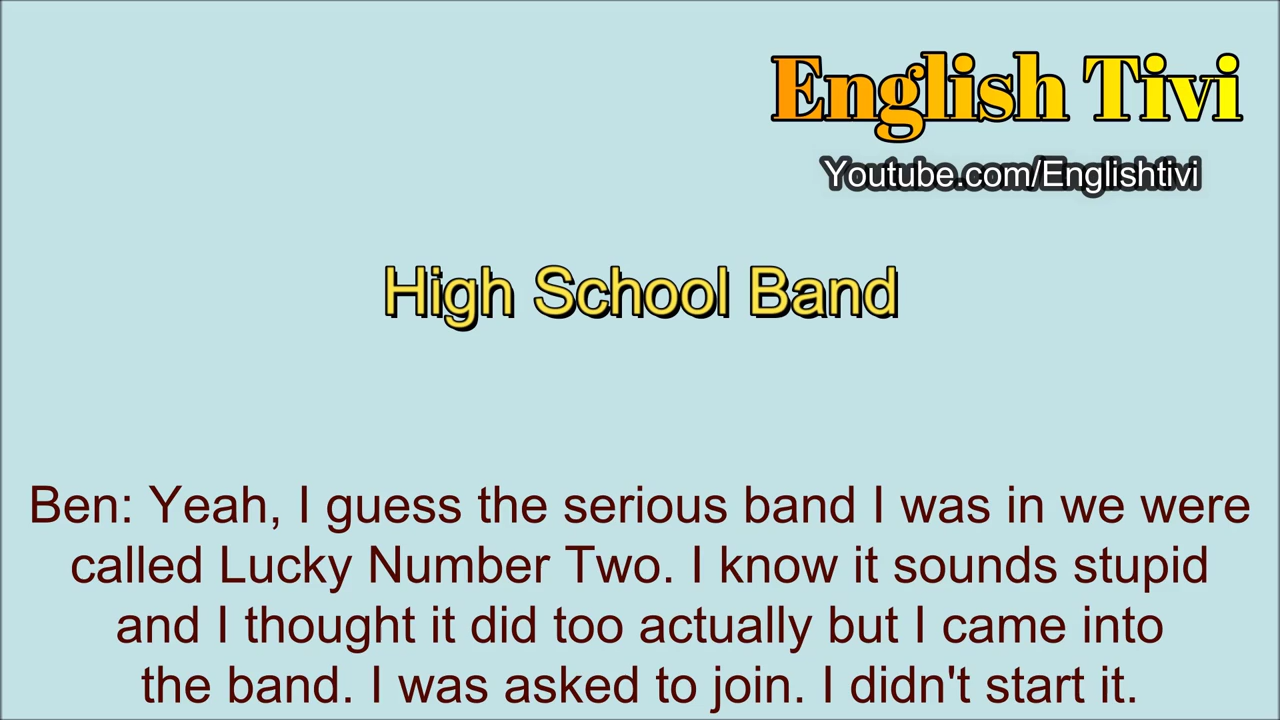 English Tivi
Youtube.com/Englishtivi
High School Band
Ben: Yeah, I guess the serious band I was in we were
called Lucky Number Two. I know it sounds stupid
and I thought it did too actually but I came into
the band. I was asked to join. I didn't start it.